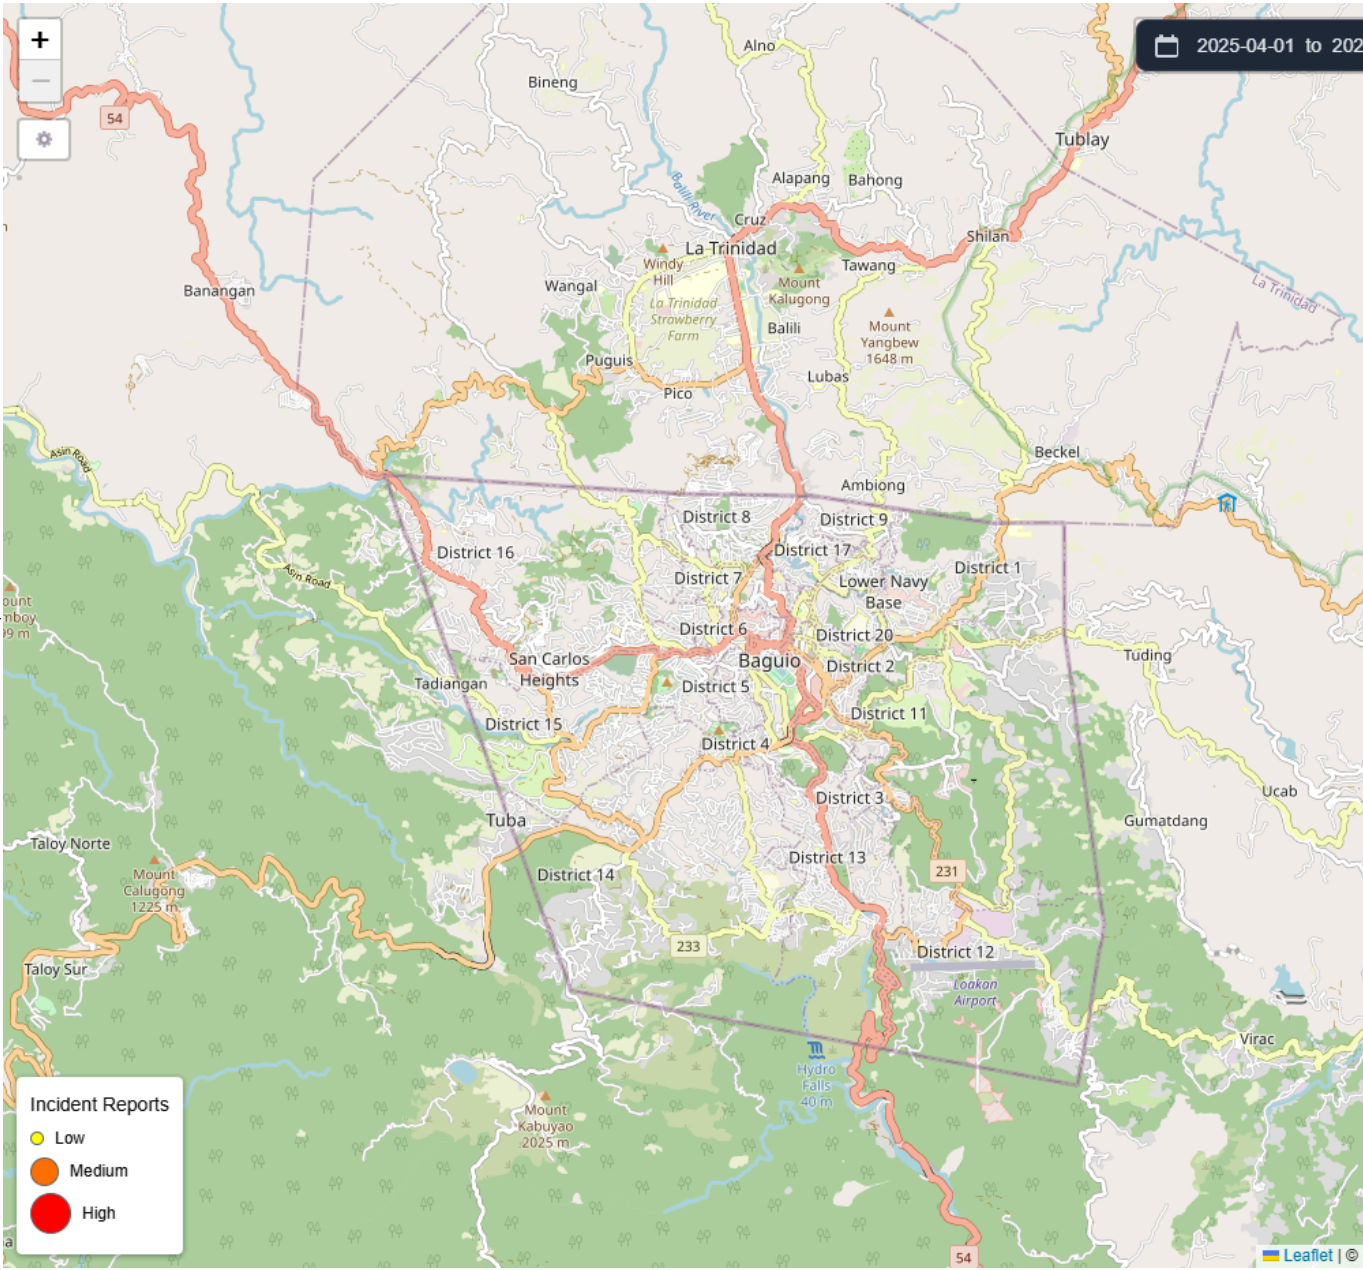 +
−
2025-04-01 to 202
Alno
Bineng
54
Tublay
Balili River
Alapang
Bahong
Cruz
La Trinidad
Shilan
Windy
Hill
Tawang
Mount
Kalugong
Wangal
Banangan
La Trinidad
La Trinidad
Strawberry
Farm
Balili
Mount
Yangbew
1648 m
Puguis
Lubas
Pico
Asin Road
Beckel
Ambiong
District 8
District 9
District 16
District 17
District 1
Asin Road
District 7
Lower Navy
Base
ount
mboy
99 m
District 6
District 20
San Carlos
Heights
Baguio
District 2
Tuding
Tadiangan
District 5
District 11
District 15
District 4
District 3
Ucab
Tuba
Gumatdang
Taloy Norte
District 13
Mount
Calugong
1225 m
District 14
231
233
District 12
Taloy Sur
Loakan
Airport
Virac
Hydro
Falls
40 m
Mount
Kabuyao
2025 m
Incident Reports
Low
Medium
High
a
54
Leaflet | ©